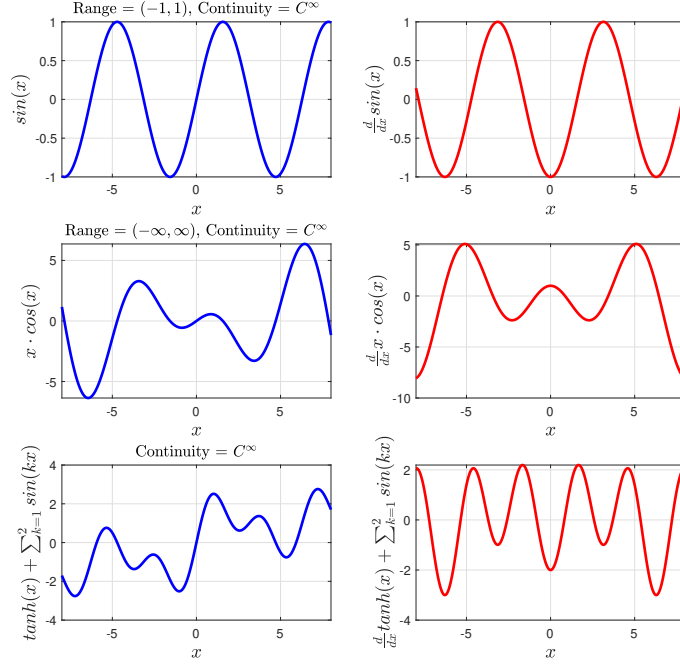 Range = (−1, 1), Continuity = C^∞
sin(x)
1
0.5
0
-0.5
-1
-5
0
5
x
d/dx sin(x)
1
0.5
0
-0.5
-1
-5
0
5
x
Range = (−∞, ∞), Continuity = C^∞
x · cos(x)
5
0
-5
-5
0
5
x
d/dx x · cos(x)
5
0
-5
-10
-5
0
5
x
Continuity = C^∞
tanh(x) + ∑_{k=1}^{2} sin(kx)
4
2
0
-2
-4
-5
0
5
x
d/dx tanh(x) + ∑_{k=1}^{2} sin(kx)
2
0
-2
-4
-5
0
5
x